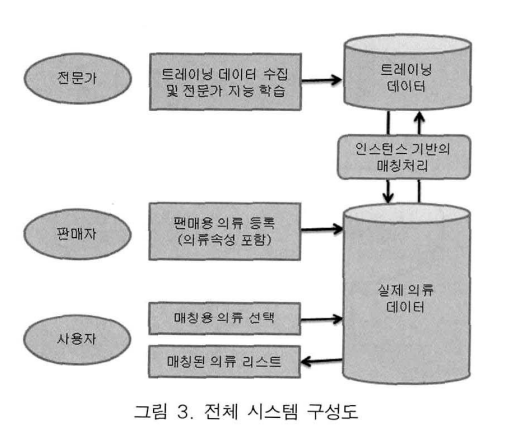 전문가
트레이닝 데이터 수집
및 전문가 지능 학습
트레이닝
데이터
인스턴스 기반의
매칭처리
판매자
팬매용 의류 등록
(의류속성 포함)
실제 의류
데이터
사용자
매칭용 의류 선택
매칭된 의류 리스트
그림 3. 전체 시스템 구성도